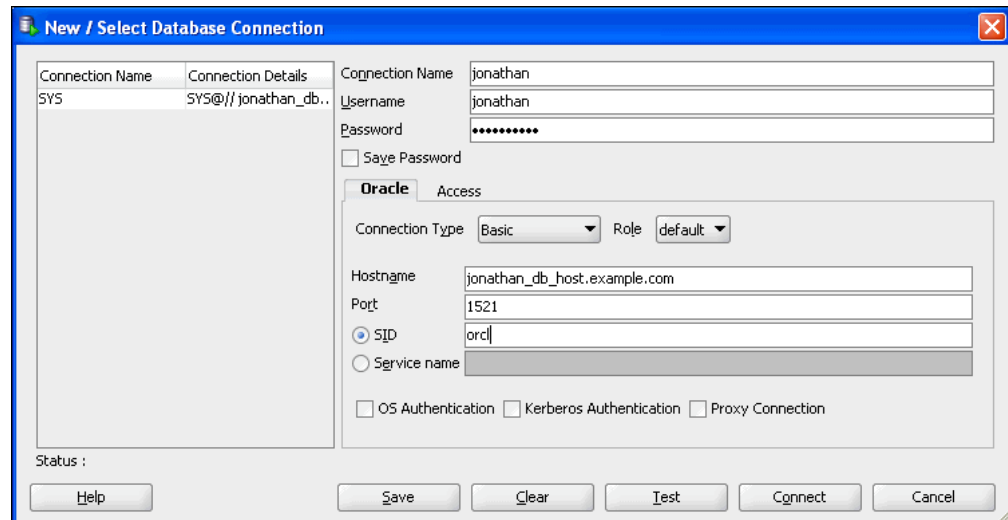 New / Select Database Connection
Connection Name Connection Details
SYS SYS@//jonathan_db..
Connection Name jonathan
Username jonathan
Password ••••••••••
Save Password
Oracle Access
Connection Type Basic Role default
Hostname jonathan_db_host.example.com
Port 1521
SID orcl
Service name
OS Authentication Kerberos Authentication Proxy Connection
Status :
Help Save Clear Test Connect Cancel